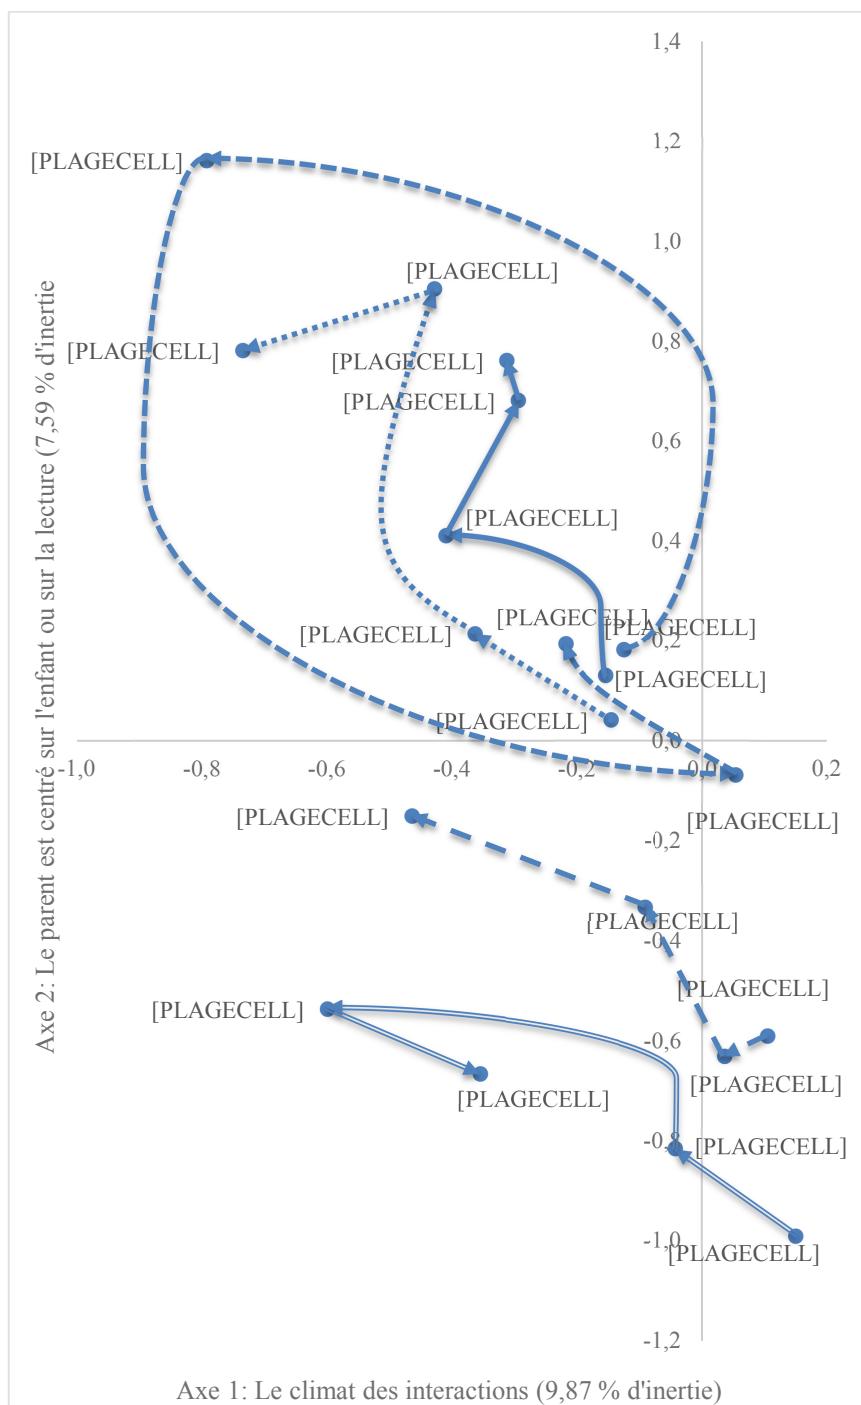 1,4
1,2
[PLAGECELL]
1,0
[PLAGECELL]
0,8
[PLAGECELL]
[PLAGECELL]
[PLAGECELL]
0,6
[PLAGECELL]
0,4
[PLAGECELL]
[PLAGECELL]
[PLAGECELL]
0,2
[PLAGECELL]
[PLAGECELL]
0,0
-1,0
-0,8
-0,6
-0,4
-0,2
0,0
0,2
[PLAGECELL]
[PLAGECELL]
-0,2
[PLAGECELL]
-0,4
[PLAGECELL]
[PLAGECELL]
-0,6
[PLAGECELL]
[PLAGECELL]
-0,8
[PLAGECELL]
-1,0
[PLAGECELL]
-1,2
Axe 2: Le parent est centré sur l'enfant ou sur la lecture (7,59 % d'inertie
Axe 1: Le climat des interactions (9,87 % d'inertie)